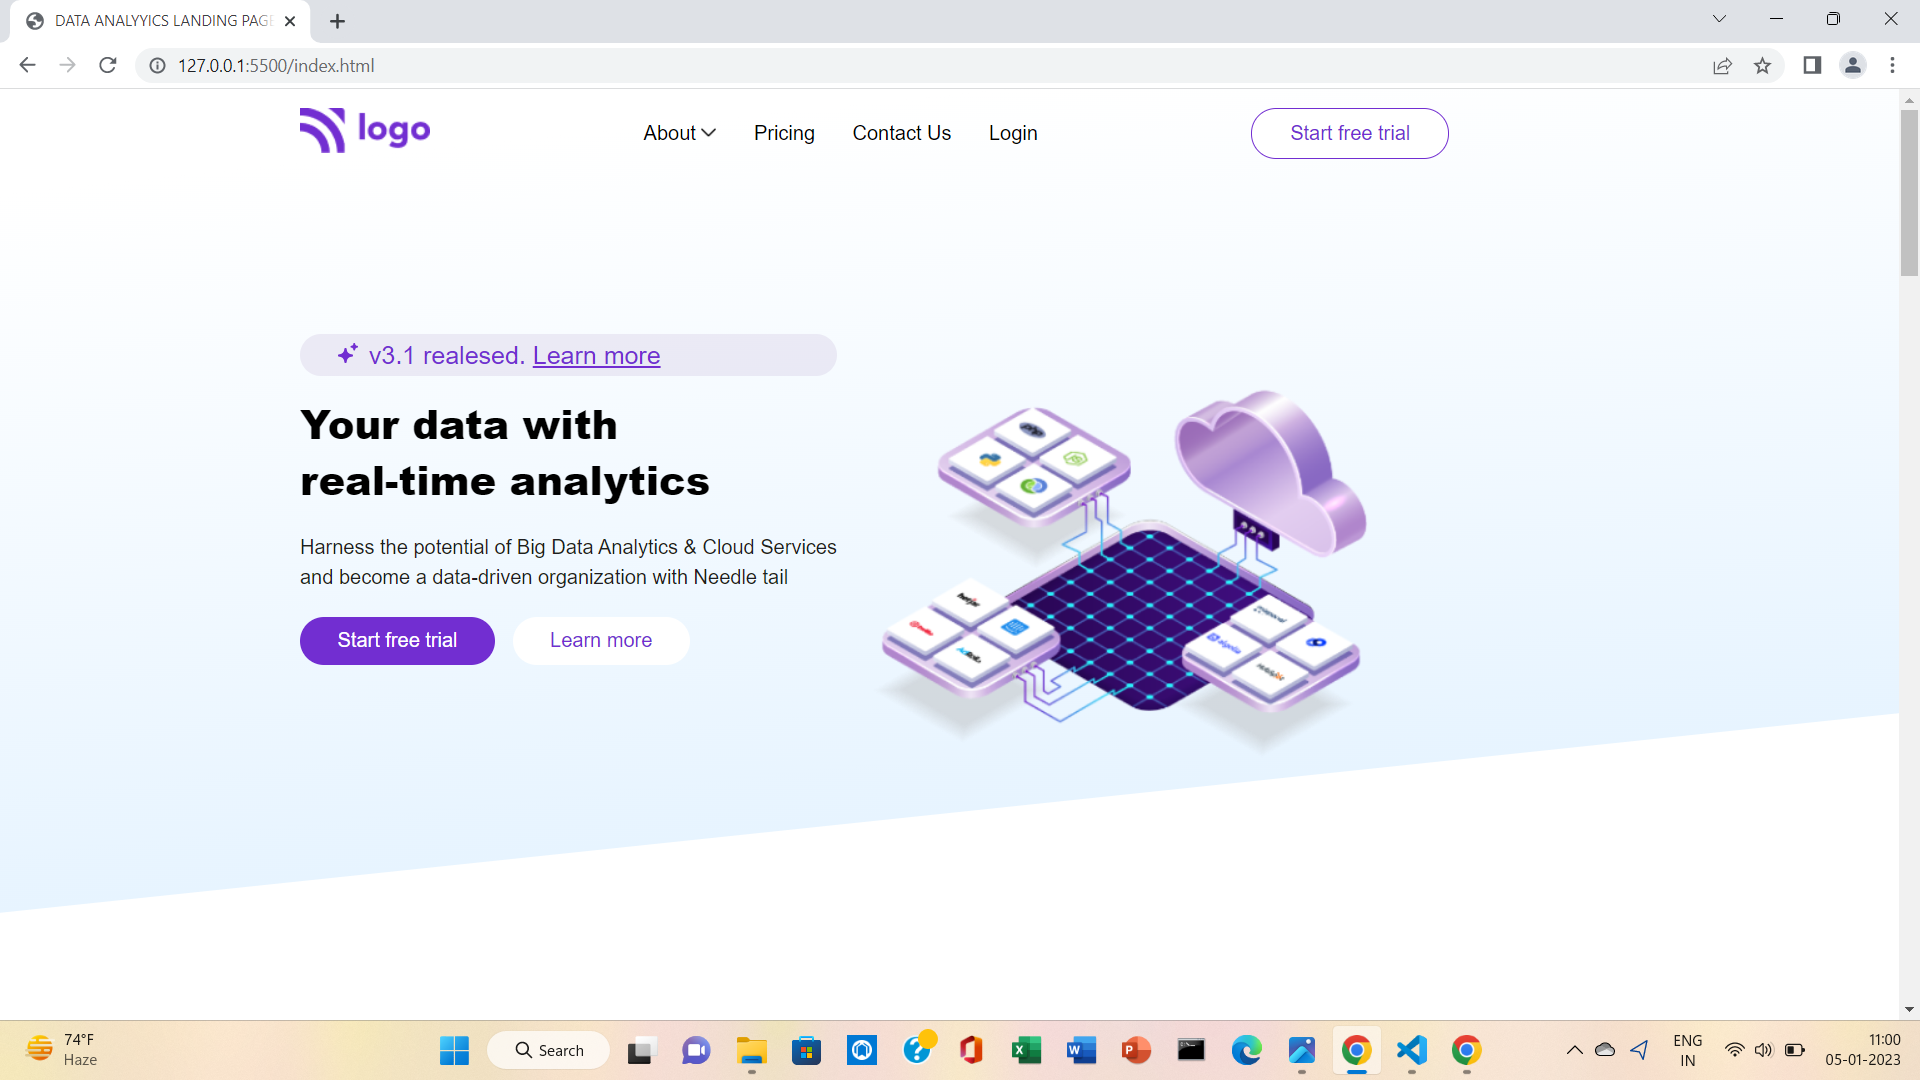 DATA ANALYYICS LANDING PAGE
127.0.0.1:5500/index.html
logo
About
Pricing
Contact Us
Login
Start free trial
v3.1 realesed. Learn more
Your data with
real-time analytics
Harness the potential of Big Data Analytics & Cloud Services
and become a data-driven organization with Needle tail
Start free trial
Learn more
php
74°F
Haze
Search
ENG
IN
11:00
05-01-2023